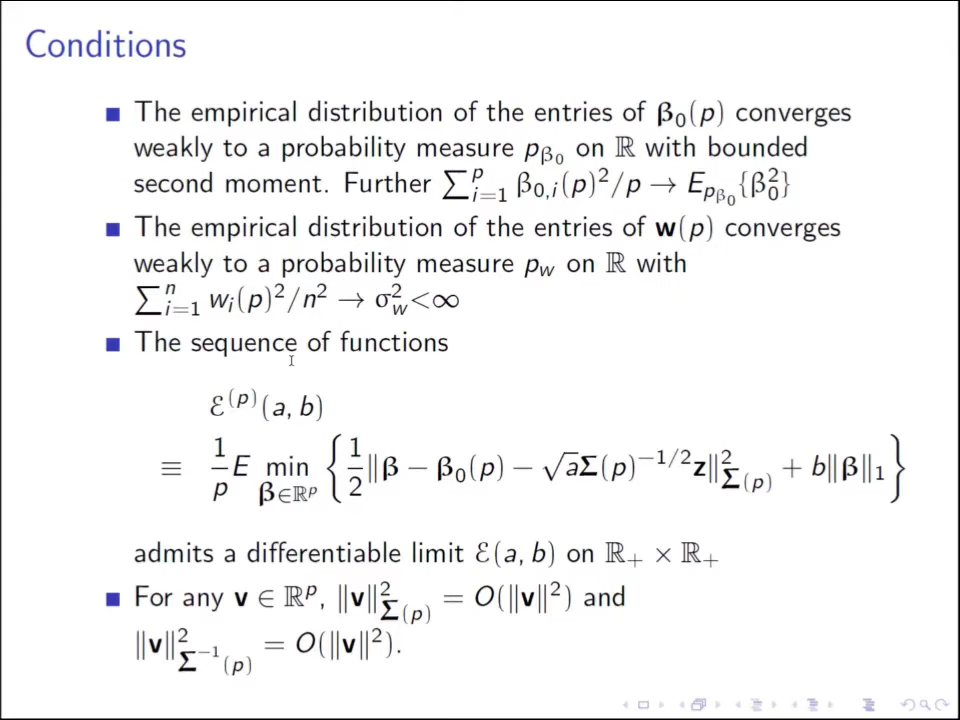 Conditions
The empirical distribution of the entries of β₀(p) converges
weakly to a probability measure p_{β₀} on ℝ with bounded
second moment. Further ∑_{i=1}^{p} β_{0,i}(p)²/p → E_{p_{β₀}}{β₀²}
The empirical distribution of the entries of w(p) converges
weakly to a probability measure p_w on ℝ with
∑_{i=1}^{n} w_i(p)²/n² → σ_w²<∞
The sequence of functions
ℰ^{(p)}(a, b)
≡ 1/p E min_{β∈ℝ^p} { 1/2 ‖β − β₀(p) − √a Σ(p)^{−1/2} z‖²_{Σ(p)} + b‖β‖₁ }
admits a differentiable limit ℰ(a, b) on ℝ₊ × ℝ₊
For any v ∈ ℝ^p, ‖v‖²_{Σ(p)} = O(‖v‖²) and
‖v‖²_{Σ^{−1}(p)} = O(‖v‖²).